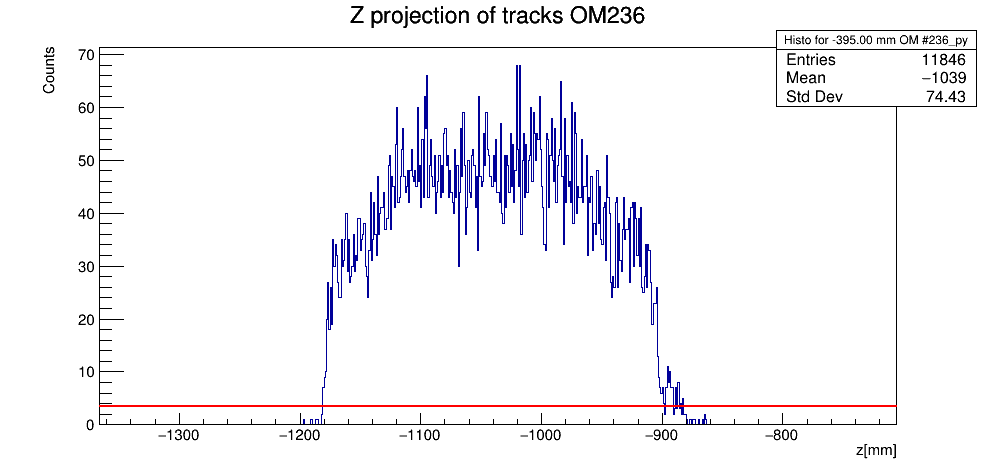 Z projection of tracks OM236
Histo for -395.00 mm OM #236_py
Entries 11846
Mean −1039
Std Dev 74.43
Counts
70
60
50
40
30
20
10
0
−1300 −1200 −1100 −1000 −900 −800
z[mm]